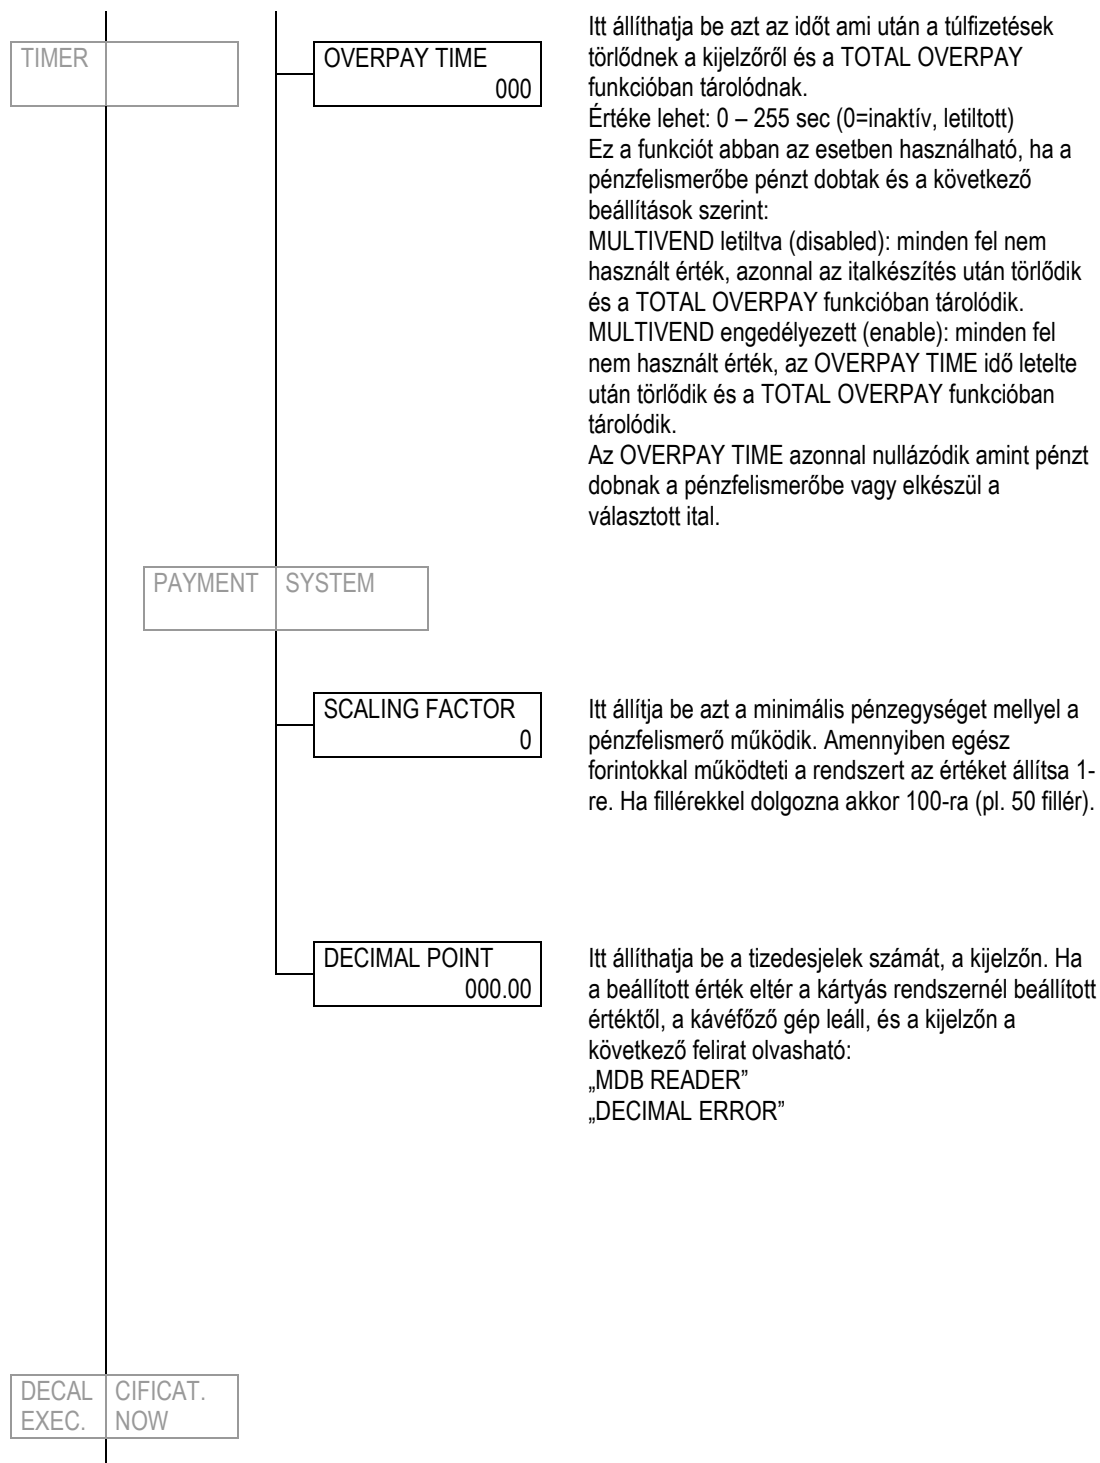 TIMER
OVERPAY TIME
000
Itt állíthatja be azt az időt ami után a túlfizetések
törlődnek a kijelzőről és a TOTAL OVERPAY
funkcióban tárolódnak.
Értéke lehet: 0 – 255 sec (0=inaktív, letiltott)
Ez a funkciót abban az esetben használható, ha a
pénzfelismerőbe pénzt dobtak és a következő
beállítások szerint:
MULTIVEND letiltva (disabled): minden fel nem
használt érték, azonnal az italkészítés után törlődik
és a TOTAL OVERPAY funkcióban tárolódik.
MULTIVEND engedélyezett (enable): minden fel
nem használt érték, az OVERPAY TIME idő letelte
után törlődik és a TOTAL OVERPAY funkcióban
tárolódik.
Az OVERPAY TIME azonnal nullázódik amint pénzt
dobnak a pénzfelismerőbe vagy elkészül a
választott ital.
PAYMENT SYSTEM
SCALING FACTOR
0
Itt állítja be azt a minimális pénzegységet mellyel a
pénzfelismerő működik. Amennyiben egész
forintokkal működteti a rendszert az értéket állítsa 1-
re. Ha fillérekkel dolgozna akkor 100-ra (pl. 50 fillér).
DECIMAL POINT
000.00
Itt állíthatja be a tizedesjelek számát, a kijelzőn. Ha
a beállított érték eltér a kártyás rendszernél beállított
értéktől, a kávéfőző gép leáll, és a kijelzőn a
következő felirat olvasható:
„MDB READER”
„DECIMAL ERROR”
DECAL CIFICAT.
EXEC. NOW